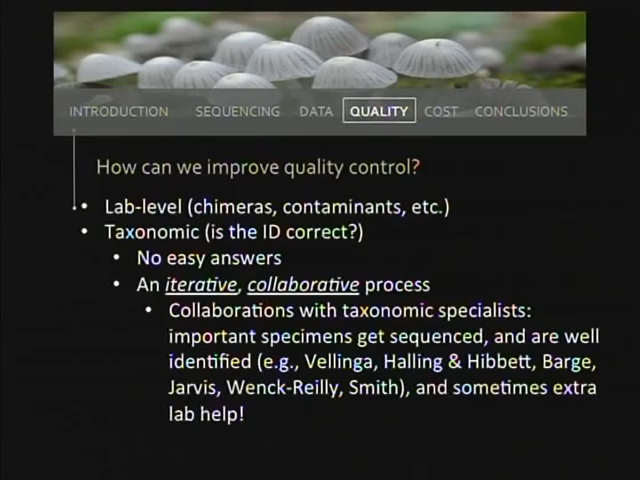 INTRODUCTION SEQUENCING DATA QUALITY COST CONCLUSIONS
How can we improve quality control?
• Lab-level (chimeras, contaminants, etc.)
• Taxonomic (is the ID correct?)
• No easy answers
• An iterative, collaborative process
• Collaborations with taxonomic specialists:
important specimens get sequenced, and are well
identified (e.g., Vellinga, Halling & Hibbett, Barge,
Jarvis, Wenck-Reilly, Smith), and sometimes extra
lab help!